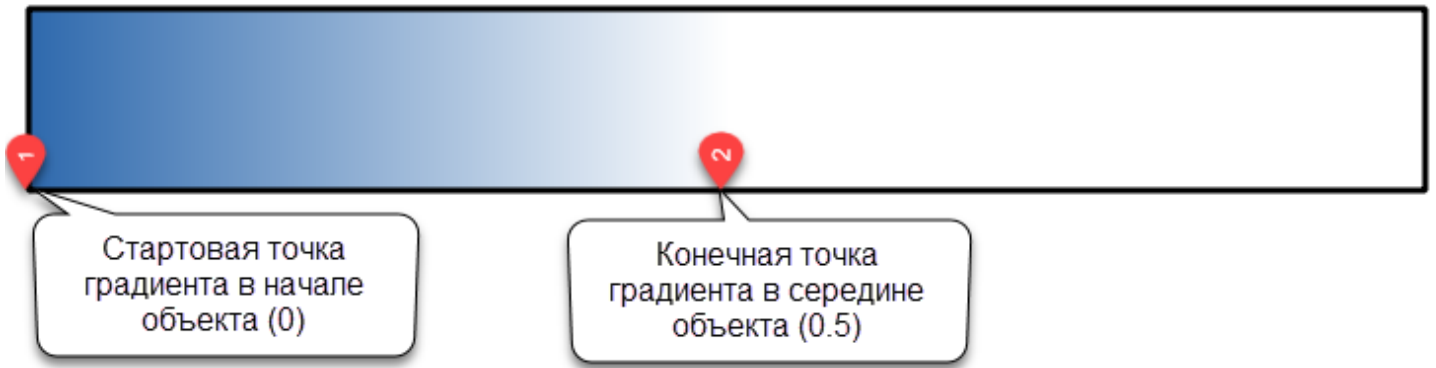 1
2
Стартовая точка
градиента в начале
объекта (0)
Конечная точка
градиента в середине
объекта (0.5)